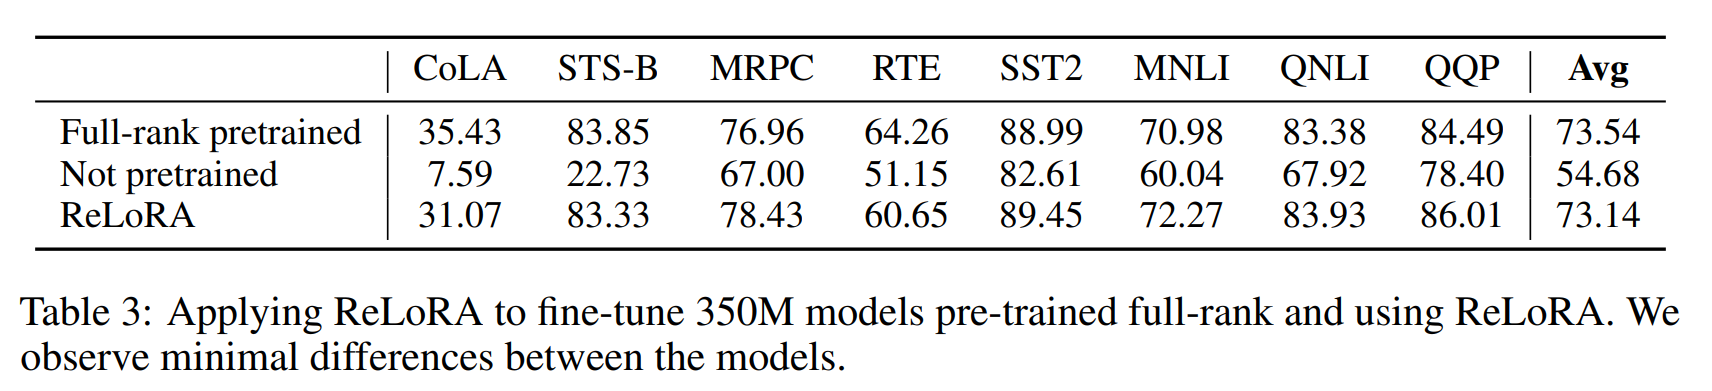 CoLA STS-B MRPC RTE SST2 MNLI QNLI QQP Avg
Full-rank pretrained 35.43 83.85 76.96 64.26 88.99 70.98 83.38 84.49 73.54
Not pretrained 7.59 22.73 67.00 51.15 82.61 60.04 67.92 78.40 54.68
ReLoRA 31.07 83.33 78.43 60.65 89.45 72.27 83.93 86.01 73.14
Table 3: Applying ReLoRA to fine-tune 350M models pre-trained full-rank and using ReLoRA. We
observe minimal differences between the models.